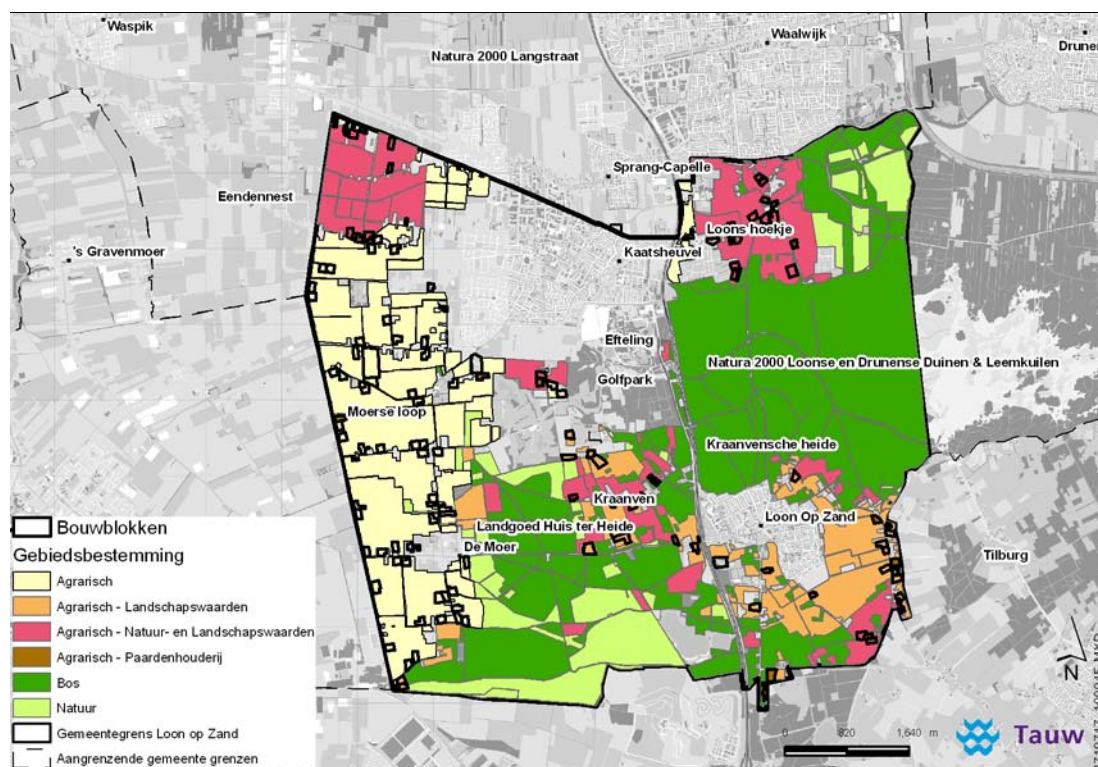 Waspik
Waalwijk
Natura 2000 Langstraat
Sprang-Capelle
Eendennest
Loons hoekje
's Gravenmoer
Kaatsheuvel
Efteling
Natura 2000 Loonse en Drunense Duinen & Leemkuilen
Golfpark
Moerse loop
Kraanvensche heide
Kraanven
Landgoed Huis ter Heide
Loon Op Zand
De Moer
Tilburg
Bouwblokken
Gebiedsbestemming
Agrarisch
Agrarisch - Landschapswaarden
Agrarisch - Natuur- en Landschapswaarden
Agrarisch - Paardenhouderij
Bos
Natuur
Gemeentegrens Loon op Zand
Aangrenzende gemeente grenzen
N
0 820 1,640 m
Tauw